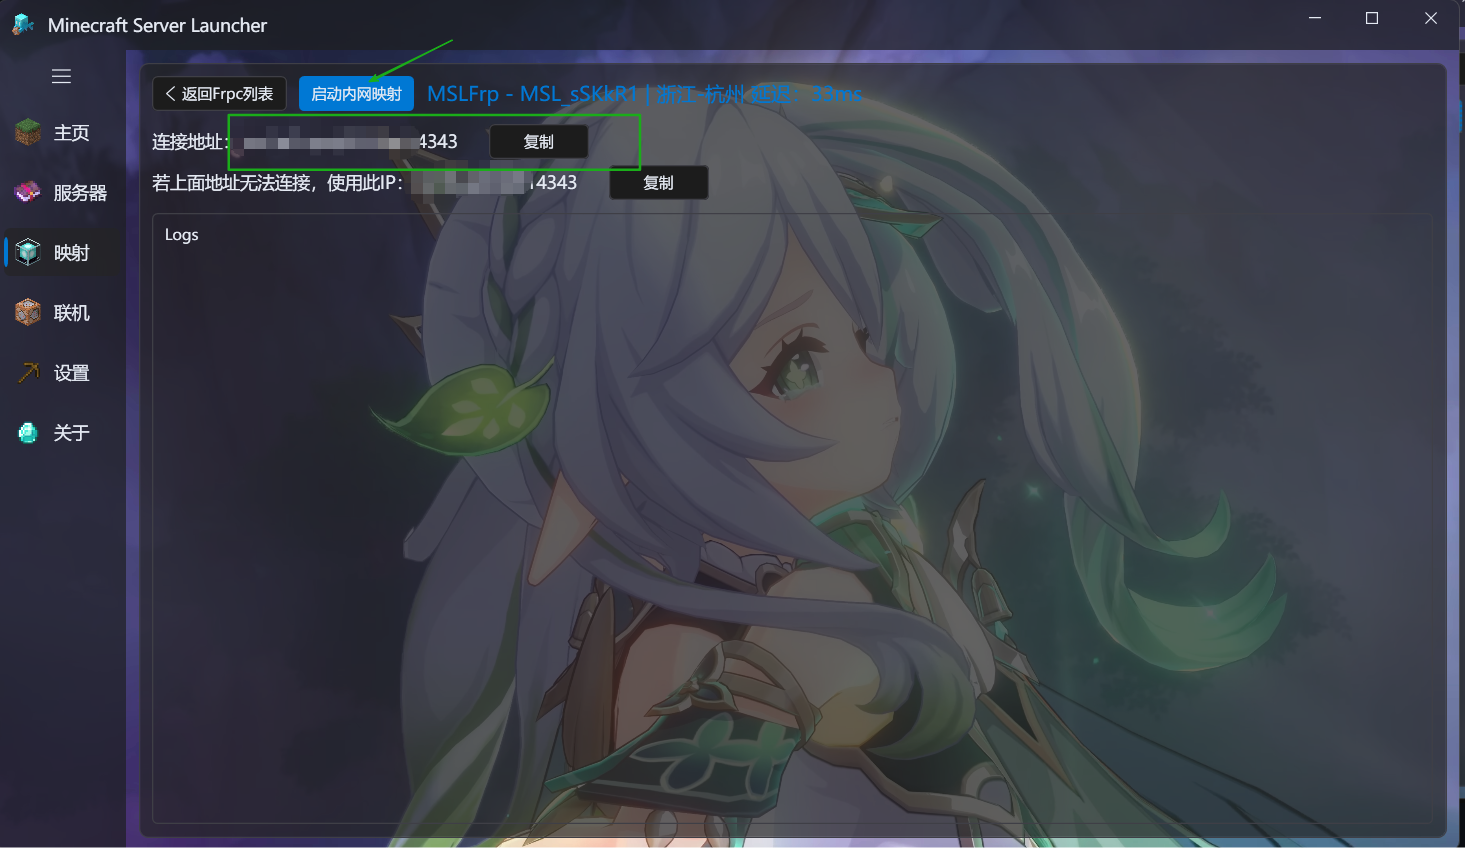 Minecraft Server Launcher
返回Frpc列表 启动内网映射 MSLFrp - MSL_sSKkR1 | 浙江-杭州 延迟：33ms
连接地址： 4343 复制
若上面地址无法连接，使用此IP： 4343 复制
Logs
主页
服务器
映射
联机
设置
关于